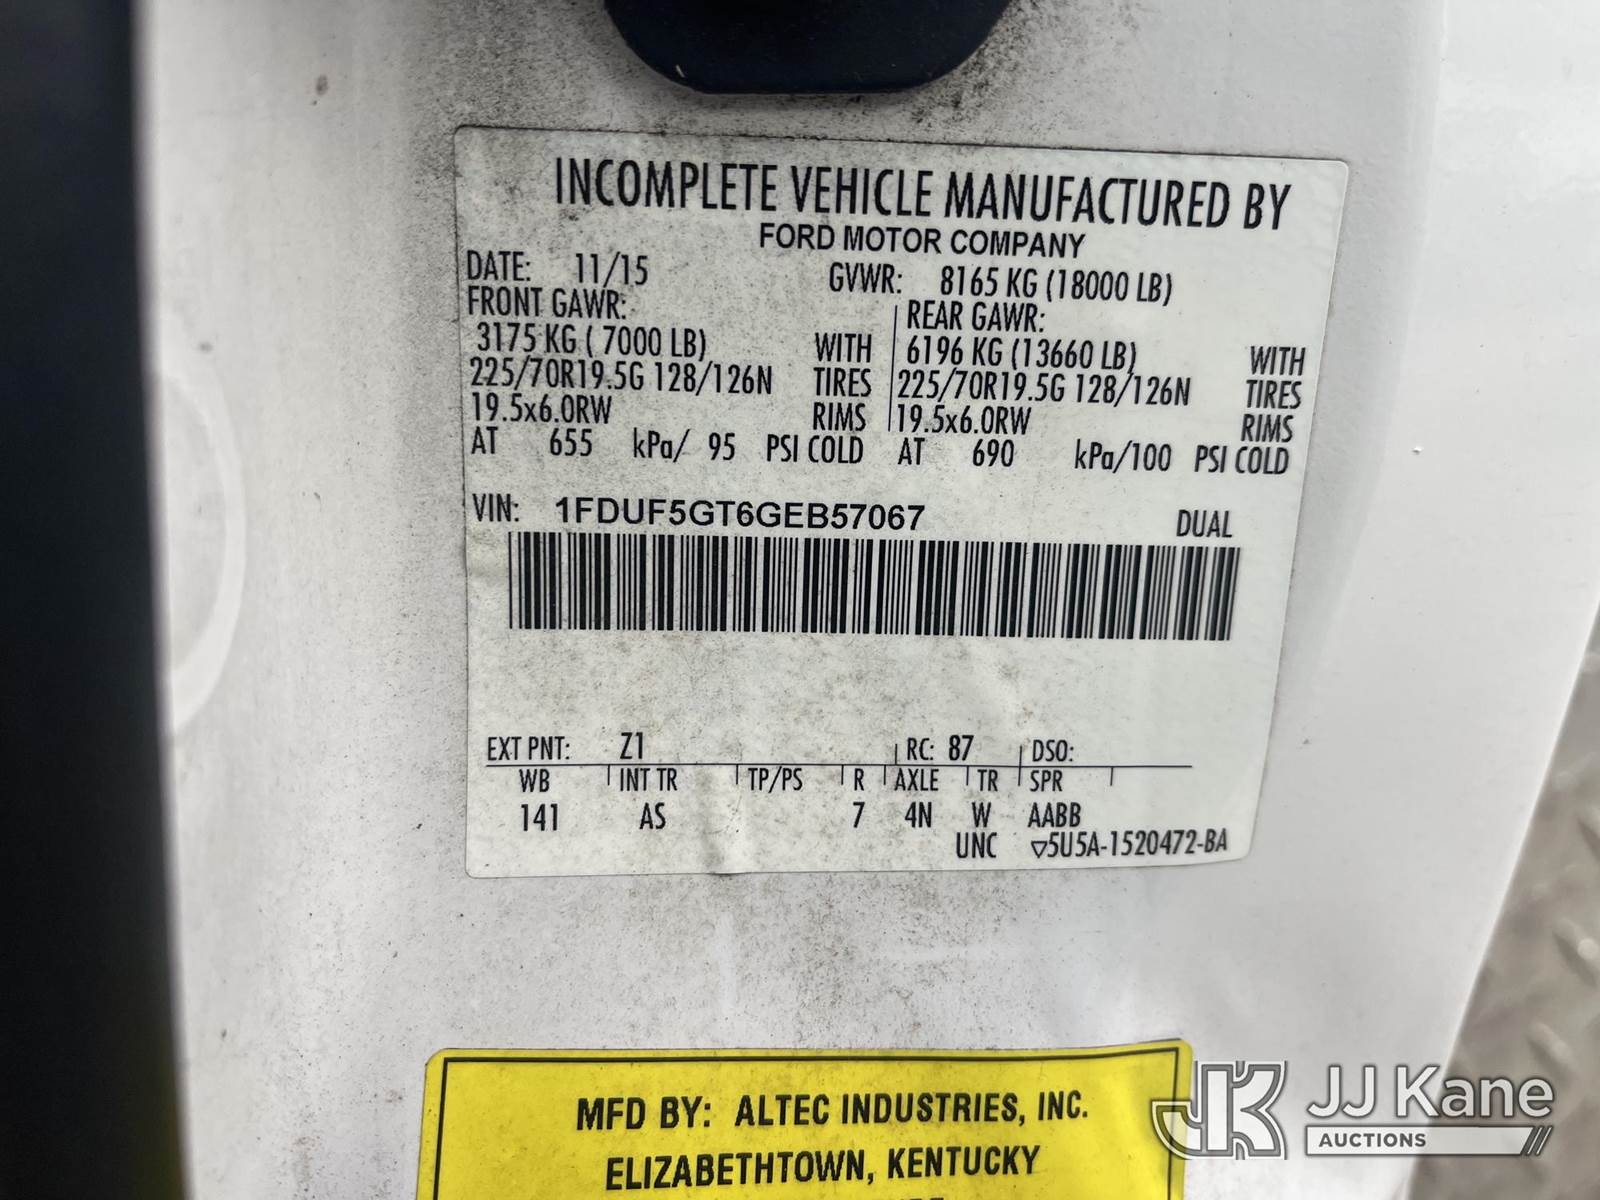 INCOMPLETE VEHICLE MANUFACTURED BY
FORD MOTOR COMPANY
DATE: 11/15 GVWR: 8165 KG (18000 LB)
FRONT GAWR: REAR GAWR:
3175 KG ( 7000 LB) WITH 6196 KG (13660 LB) WITH
225/70R19.5G 128/126N TIRES 225/70R19.5G 128/126N TIRES
19.5x6.0RW RIMS 19.5x6.0RW RIMS
AT 655 kPa/ 95 PSI COLD AT 690 kPa/100 PSI COLD
VIN: 1FDUF5GT6GEB57067 DUAL
EXT PNT: Z1 RC: 87 DSO:
WB INT TR TP/PS R AXLE TR SPR
141 AS 7 4N W AABB
UNC ▽5U5A-1520472-BA
MFD BY: ALTEC INDUSTRIES, INC.
ELIZABETHTOWN, KENTUCKY
JK JJ Kane
AUCTIONS